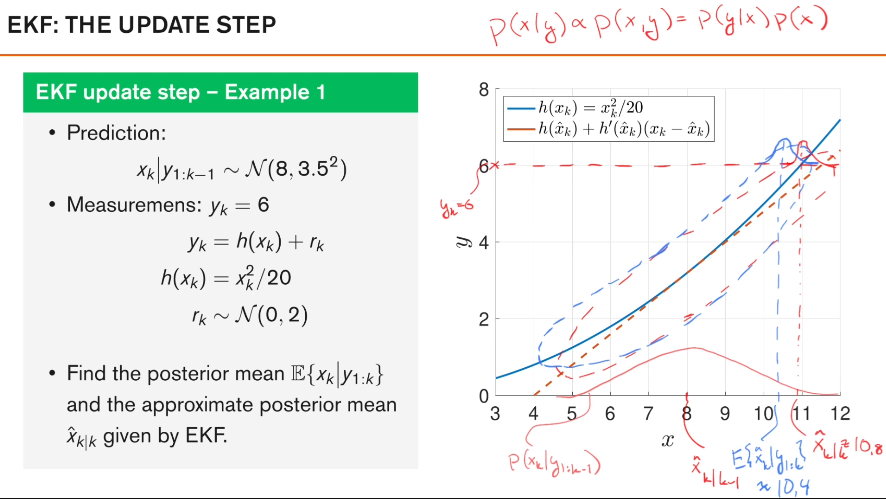 EKF: THE UPDATE STEP
p(x|y) ∝ p(x,y) = p(y|x)p(x)
EKF update step – Example 1
• Prediction:
x_k|y_{1:k−1} ∼ 𝒩(8, 3.5²)
• Measuremens: y_k = 6
y_k = h(x_k) + r_k
h(x_k) = x_k²/20
r_k ∼ 𝒩(0, 2)
• Find the posterior mean 𝔼{x_k|y_{1:k}}
and the approximate posterior mean
x̂_{k|k} given by EKF.
h(x_k) = x_k²/20
h(x̂_k) + h′(x̂_k)(x_k − x̂_k)
8
6
4
2
0
y
y_k=6
3 4 5 6 7 8 9 10 11 12
x
p(x_k|y_{1:k-1})
x̂_{k|k-1}
E{x̂_k|y_{1:k}}
≈ 10,4
x̂_{k|k} ≈ 10,8